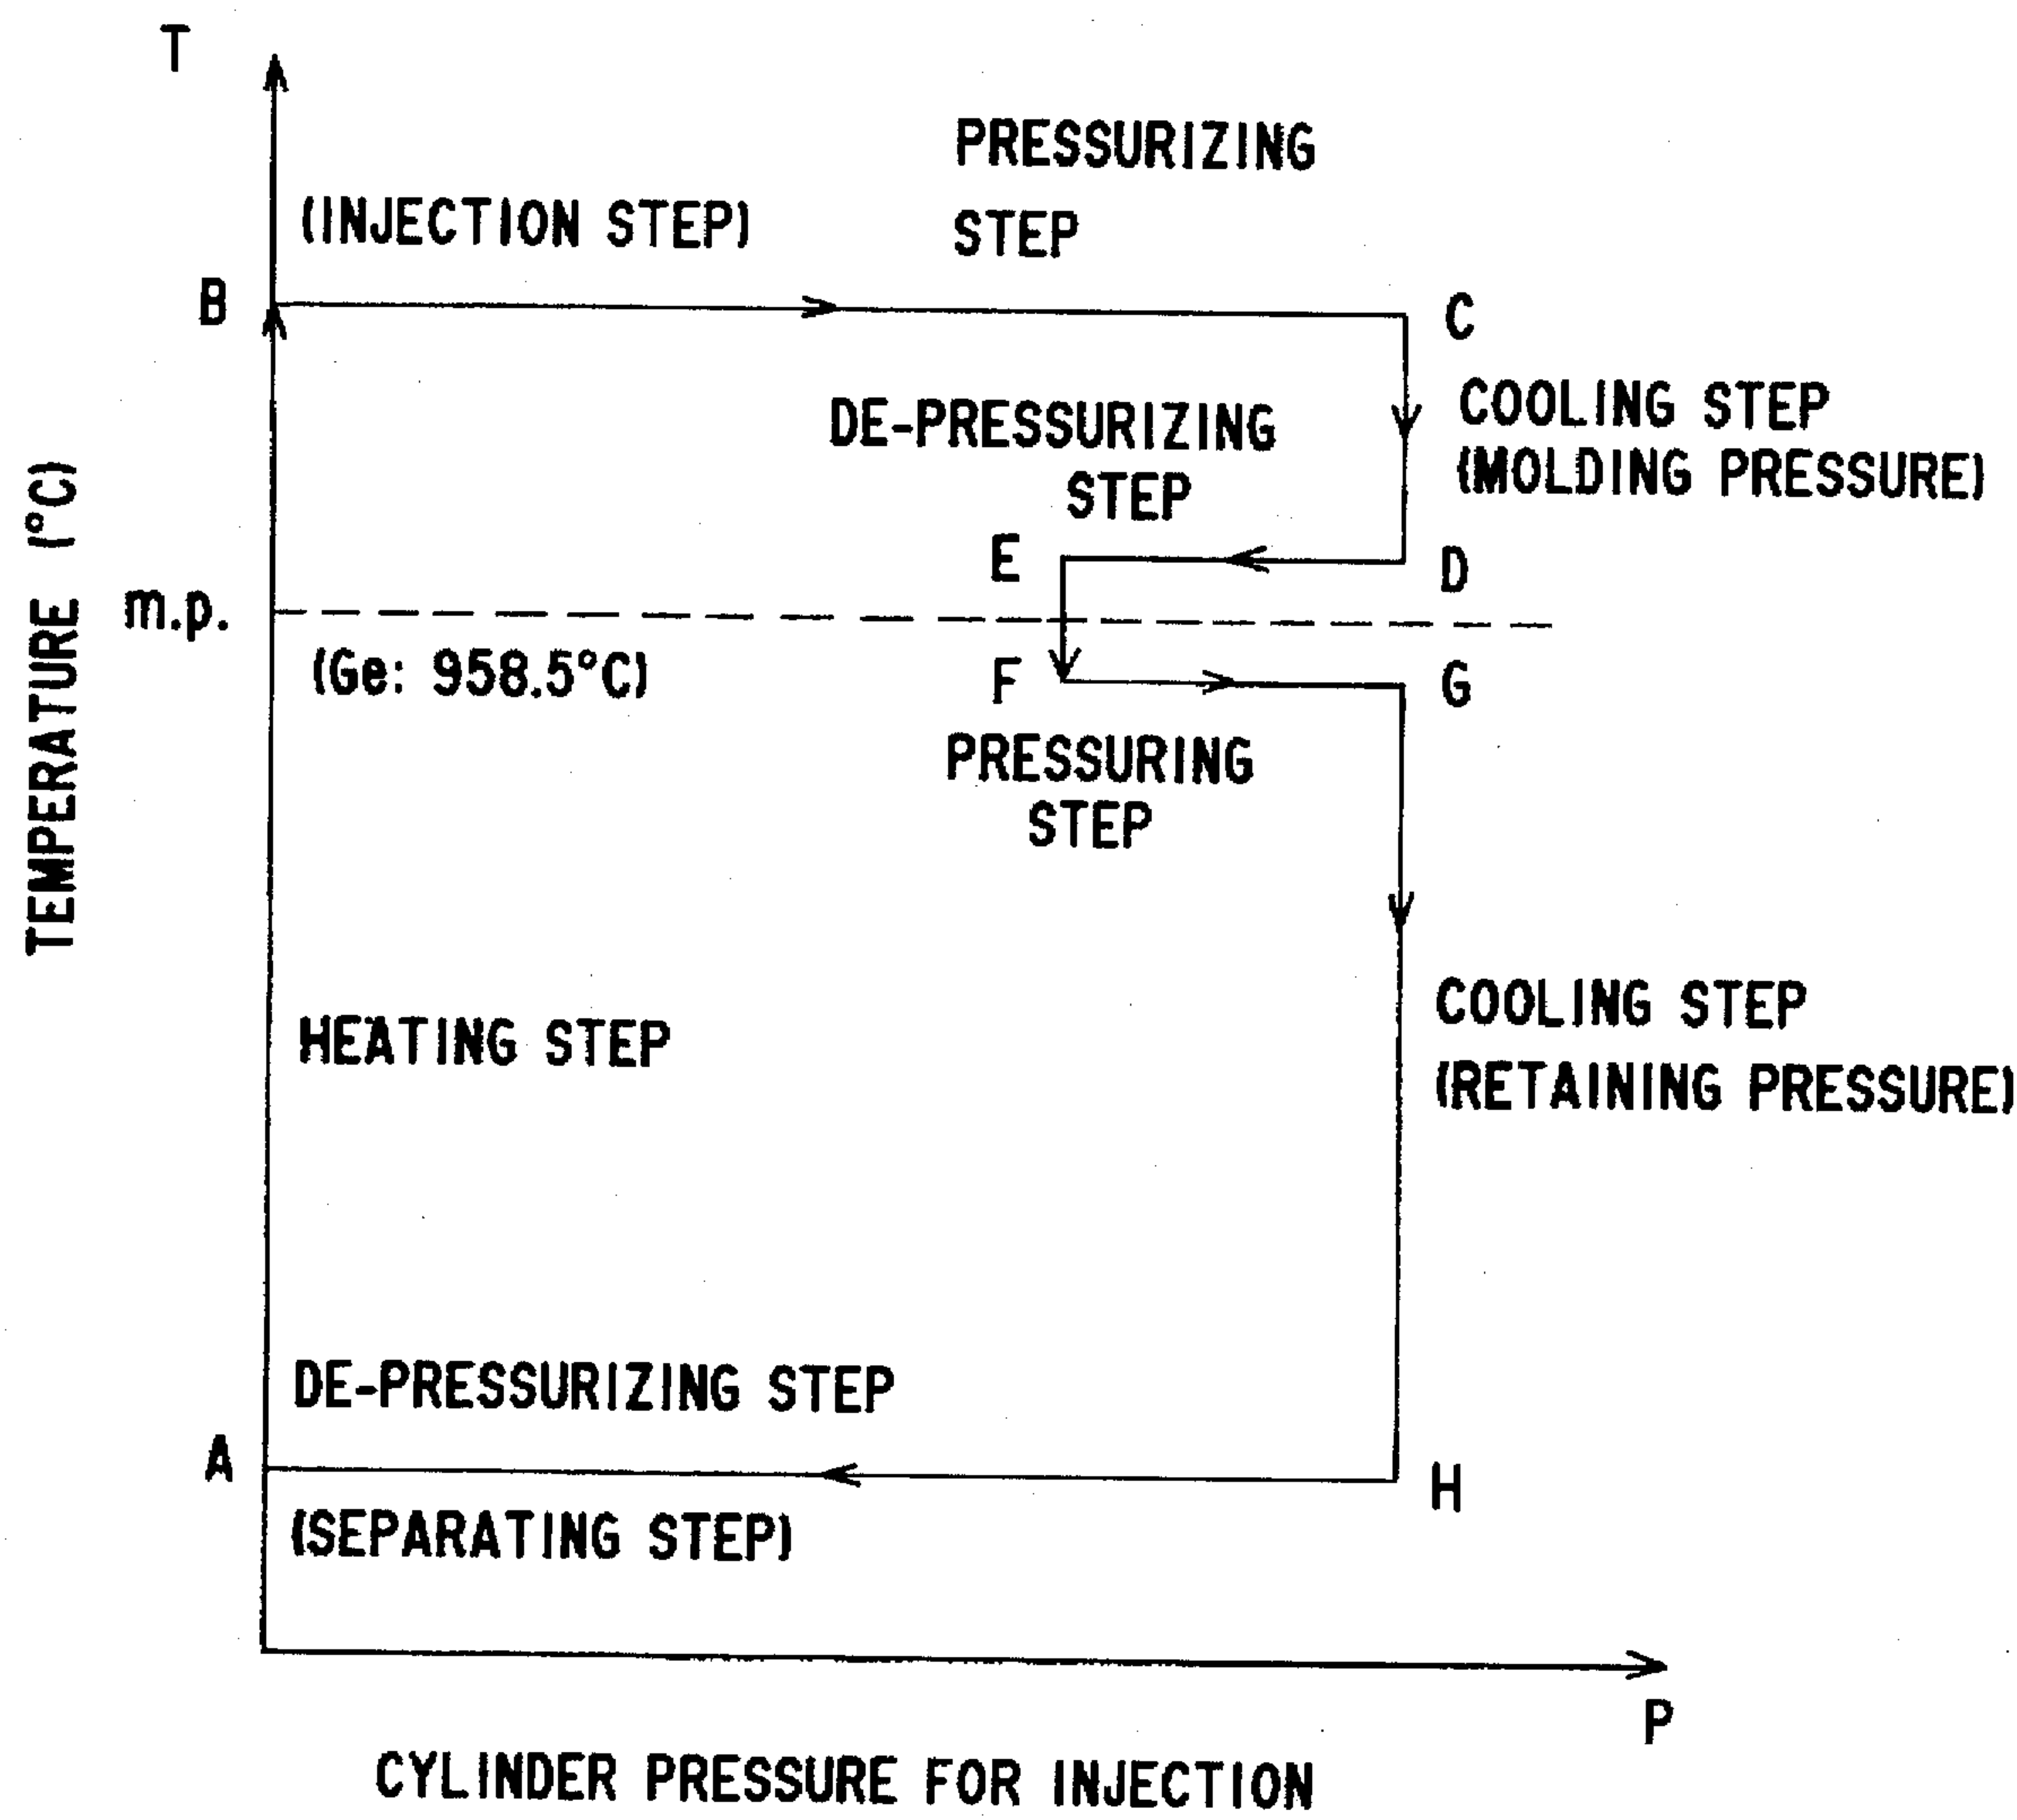 T
PRESSURIZING
(INJECTION STEP)
STEP
B
C
COOLING STEP
DE-PRESSURIZING
(MOLDING PRESSURE)
STEP
E
D
TEMPERATURE (°C)
m.p.
(Ge: 958.5°C)
F
G
PRESSURING
STEP
COOLING STEP
HEATING STEP
(RETAINING PRESSURE)
DE-PRESSURIZING STEP
A
H
(SEPARATING STEP)
P
CYLINDER PRESSURE FOR INJECTION